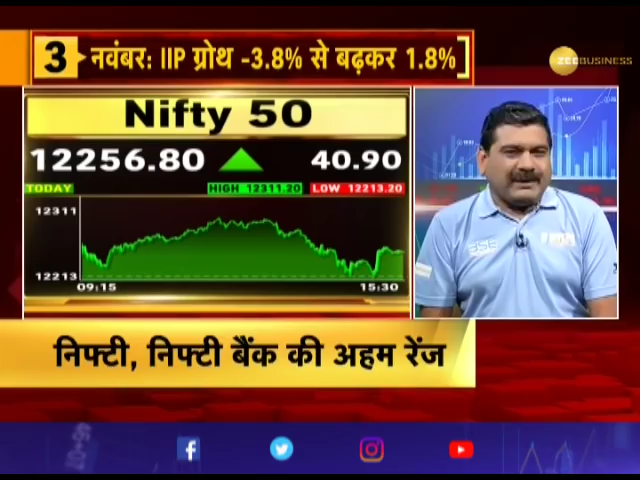 3
नवंबर: IIP ग्रोथ -3.8% से बढ़कर 1.8%
ZEEBUSINESS
Nifty 50
12256.80 40.90
TODAY HIGH 12311.20 LOW 12213.20
12311
12213
09:15 15:30
निफ्टी, निफ्टी बैंक की अहम रेंज